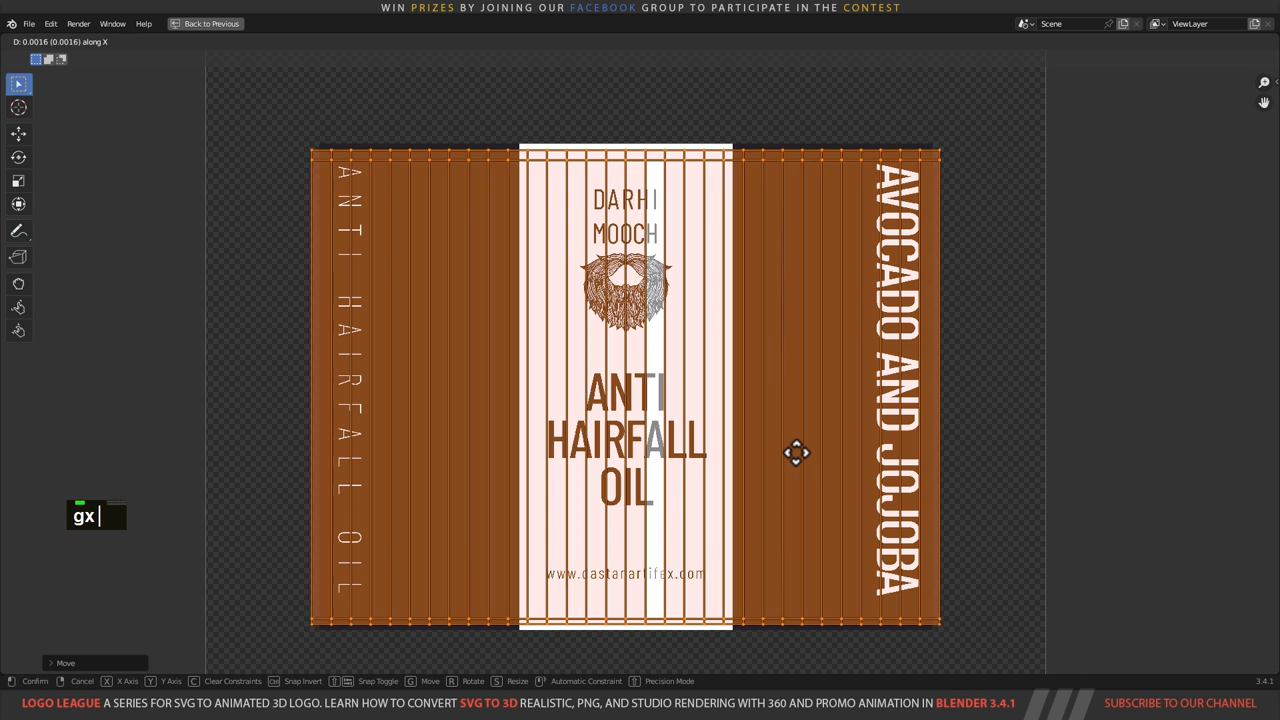 WIN PRIZES BY JOINING OUR FACEBOOK GROUP TO PARTICIPATE IN THE CONTEST
File Edit Render Window Help Back to Previous Scene ViewLayer
D: 0.0016 (0.0016) along X
ANTI HAIRFALL OIL
DARHI
MOOCH
ANTI
HAIRFALL
OIL
www.dastanartifex.com
AVOCADO AND JOJOBA
gx
Move
Confirm Cancel X X Axis Y Y Axis C Clear Constraints Ctrl Snap Invert Snap Toggle G Move R Rotate S Resize Automatic Constraint Precision Mode 3.4.1
LOGO LEAGUE A SERIES FOR SVG TO ANIMATED 3D LOGO. LEARN HOW TO CONVERT SVG TO 3D REALISTIC, PNG, AND STUDIO RENDERING WITH 360 AND PROMO ANIMATION IN BLENDER 3.4.1 SUBSCRIBE TO OUR CHANNEL